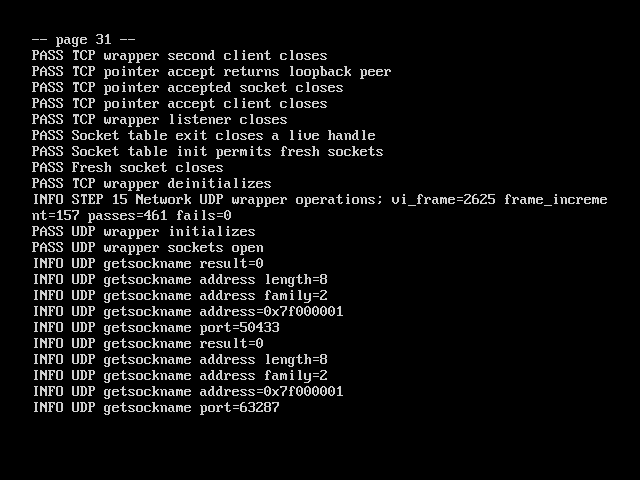 -- page 31 --
PASS TCP wrapper second client closes
PASS TCP pointer accept returns loopback peer
PASS TCP pointer accepted socket closes
PASS TCP pointer accept client closes
PASS TCP wrapper listener closes
PASS Socket table exit closes a live handle
PASS Socket table init permits fresh sockets
PASS Fresh socket closes
PASS TCP wrapper deinitializes
INFO STEP 15 Network UDP wrapper operations; vi_frame=2625 frame_increme
nt=157 passes=461 fails=0
PASS UDP wrapper initializes
PASS UDP wrapper sockets open
INFO UDP getsockname result=0
INFO UDP getsockname address length=8
INFO UDP getsockname address family=2
INFO UDP getsockname address=0x7f000001
INFO UDP getsockname port=50433
INFO UDP getsockname result=0
INFO UDP getsockname address length=8
INFO UDP getsockname address family=2
INFO UDP getsockname address=0x7f000001
INFO UDP getsockname port=63287